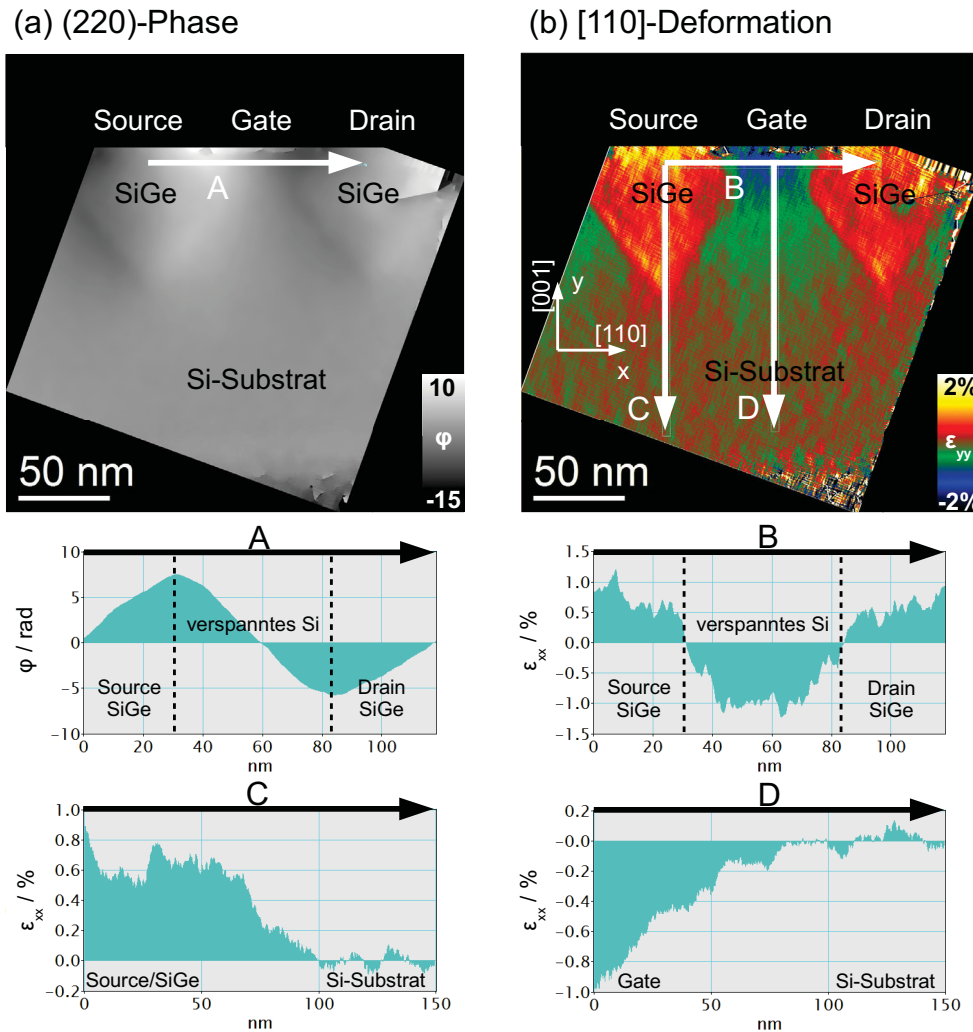 (a) (220)-Phase
(b) [110]-Deformation
Source Gate Drain
SiGe
A
SiGe
Si-Substrat
50 nm
10
φ
-15
Source Gate Drain
SiGe
B
SiGe
[001]
y
[110]
x
Si-Substrat
C
D
50 nm
2%
ε yy
-2%
A
φ / rad
10
5
0
−5
−10
verspanntes Si
Source
SiGe
Drain
SiGe
0 20 40 60 80 100
nm
B
ε xx / %
1.5
1.0
0.5
0.0
−0.5
−1.0
−1.5
verspanntes Si
Source
SiGe
Drain
SiGe
0 20 40 60 80 100
nm
C
ε xx / %
1.0
0.8
0.6
0.4
0.2
0.0
−0.2
Source/SiGe
Si-Substrat
0 50 100 150
nm
D
ε xx / %
0.2
−0.0
−0.2
−0.4
−0.6
−0.8
−1.0
Gate
Si-Substrat
0 50 100 150
nm